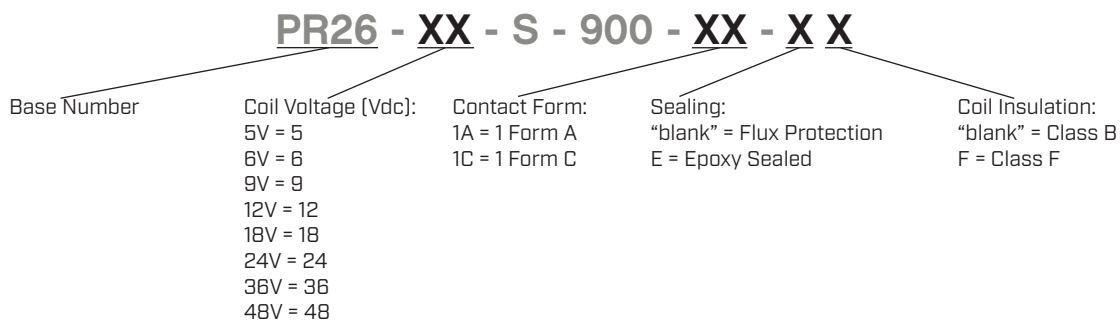 PR26 - XX - S - 900 - XX - X X
Base Number
Coil Voltage (Vdc):
5V = 5
6V = 6
9V = 9
12V = 12
18V = 18
24V = 24
36V = 36
48V = 48
Contact Form:
1A = 1 Form A
1C = 1 Form C
Sealing:
“blank” = Flux Protection
E = Epoxy Sealed
Coil Insulation:
“blank” = Class B
F = Class F